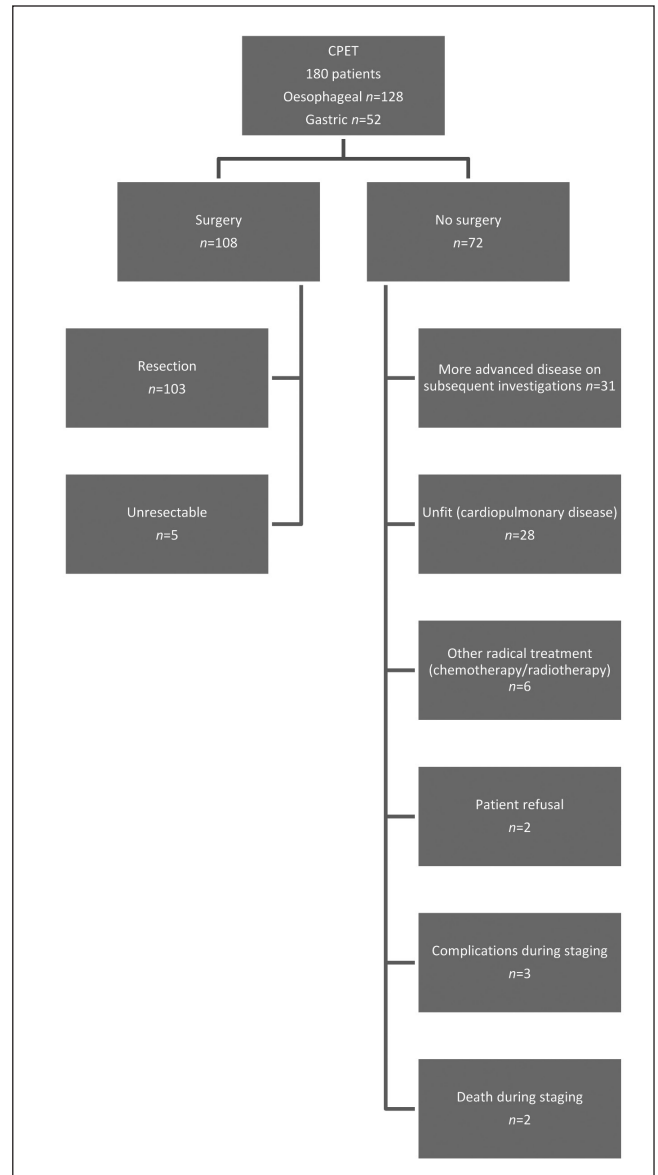 CPET
180 patients
Oesophageal n=128
Gastric n=52
Surgery
n=108
No surgery
n=72
Resection
n=103
More advanced disease on
subsequent investigations n=31
Unresectable
n=5
Unfit (cardiopulmonary disease)
n=28
Other radical treatment
(chemotherapy/radiotherapy)
n=6
Patient refusal
n=2
Complications during staging
n=3
Death during staging
n=2